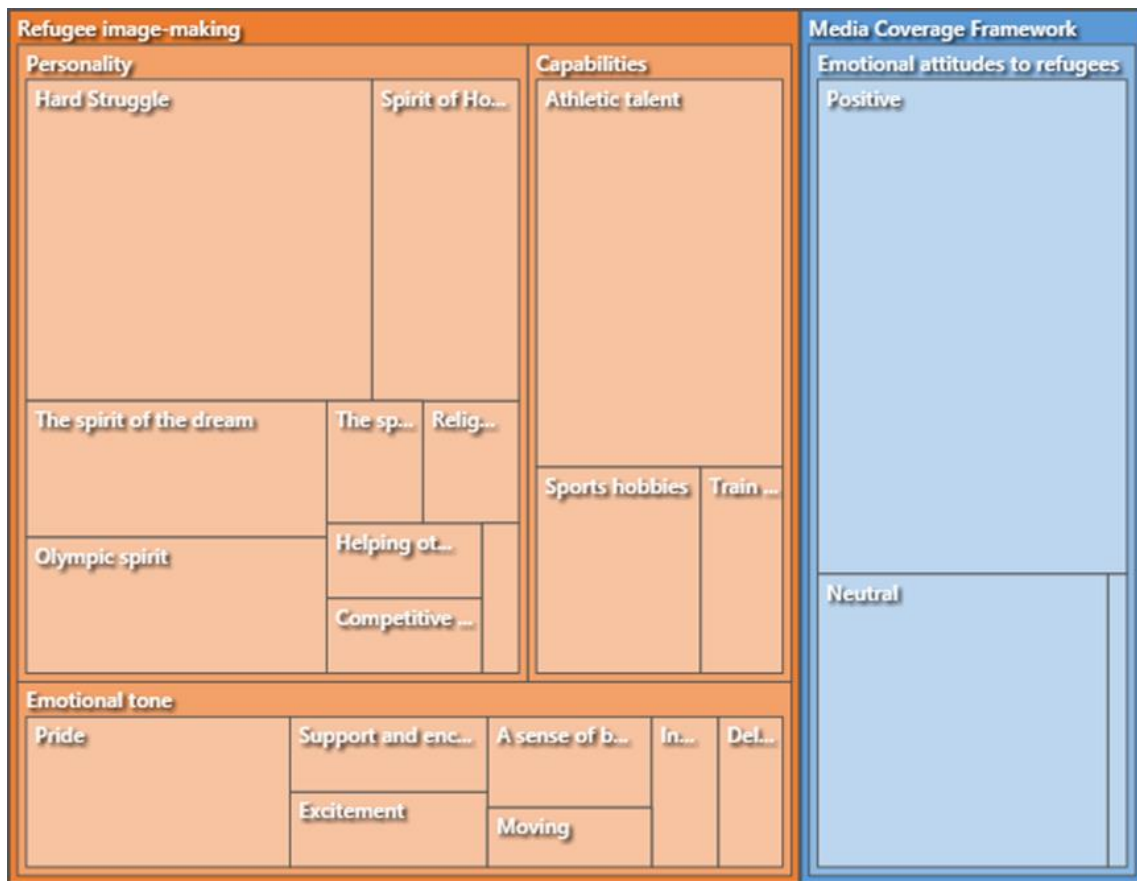 Refugee image-making
Personality
Hard Struggle
Spirit of Ho...
The spirit of the dream
The sp...
Relig...
Olympic spirit
Helping ot...
Competitive ...
Capabilities
Athletic talent
Sports hobbies
Train ...
Emotional tone
Pride
Support and enc...
Excitement
A sense of b...
Moving
In...
Del...
Media Coverage Framework
Emotional attitudes to refugees
Positive
Neutral